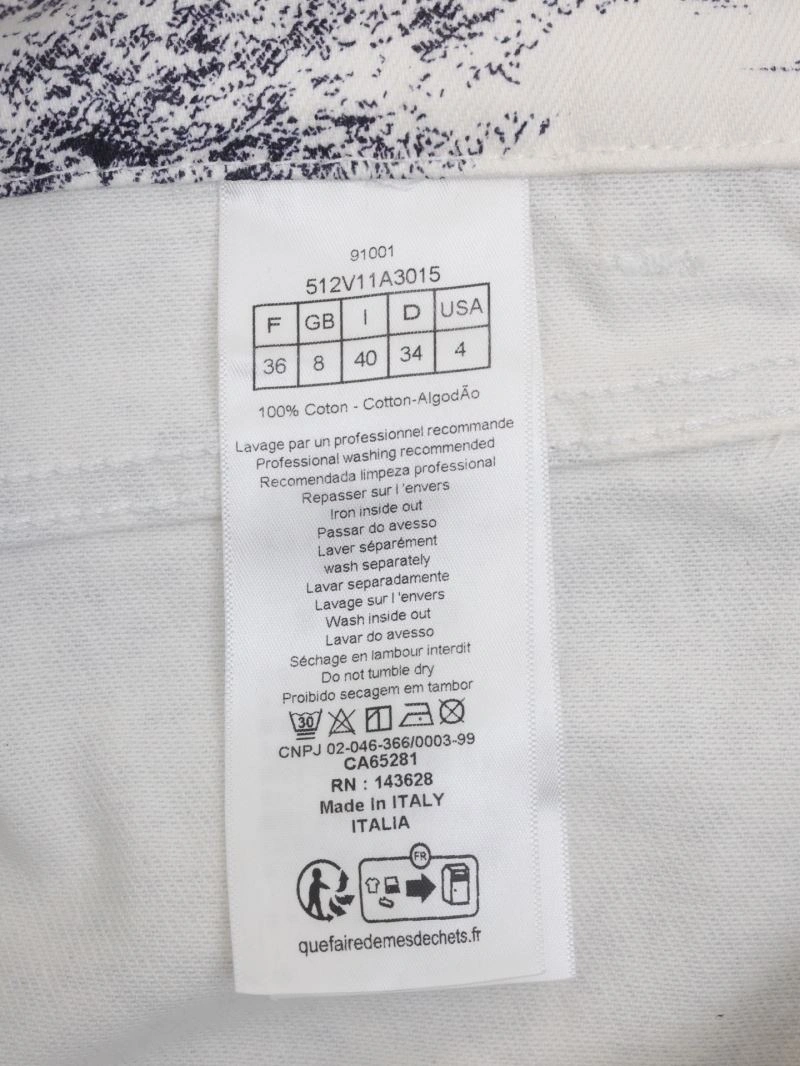 91001
512V11A3015
F GB I D USA
36 8 40 34 4
100% Coton - Cotton-AlgodÃo
Lavage par un professionnel recommande
Professional washing recommended
Recomendada limpeza professional
Repasser sur l'envers
Iron inside out
Passar do avesso
Laver séparément
wash separately
Lavar separadamente
Lavage sur l'envers
Wash inside out
Lavar do avesso
Séchage en lambour interdit
Do not tumble dry
Proibido secagem em tambor
30
CNPJ 02-046-366/0003-99
CA65281
RN : 143628
Made in ITALY
ITALIA
FR
quefairedemesdechets.fr